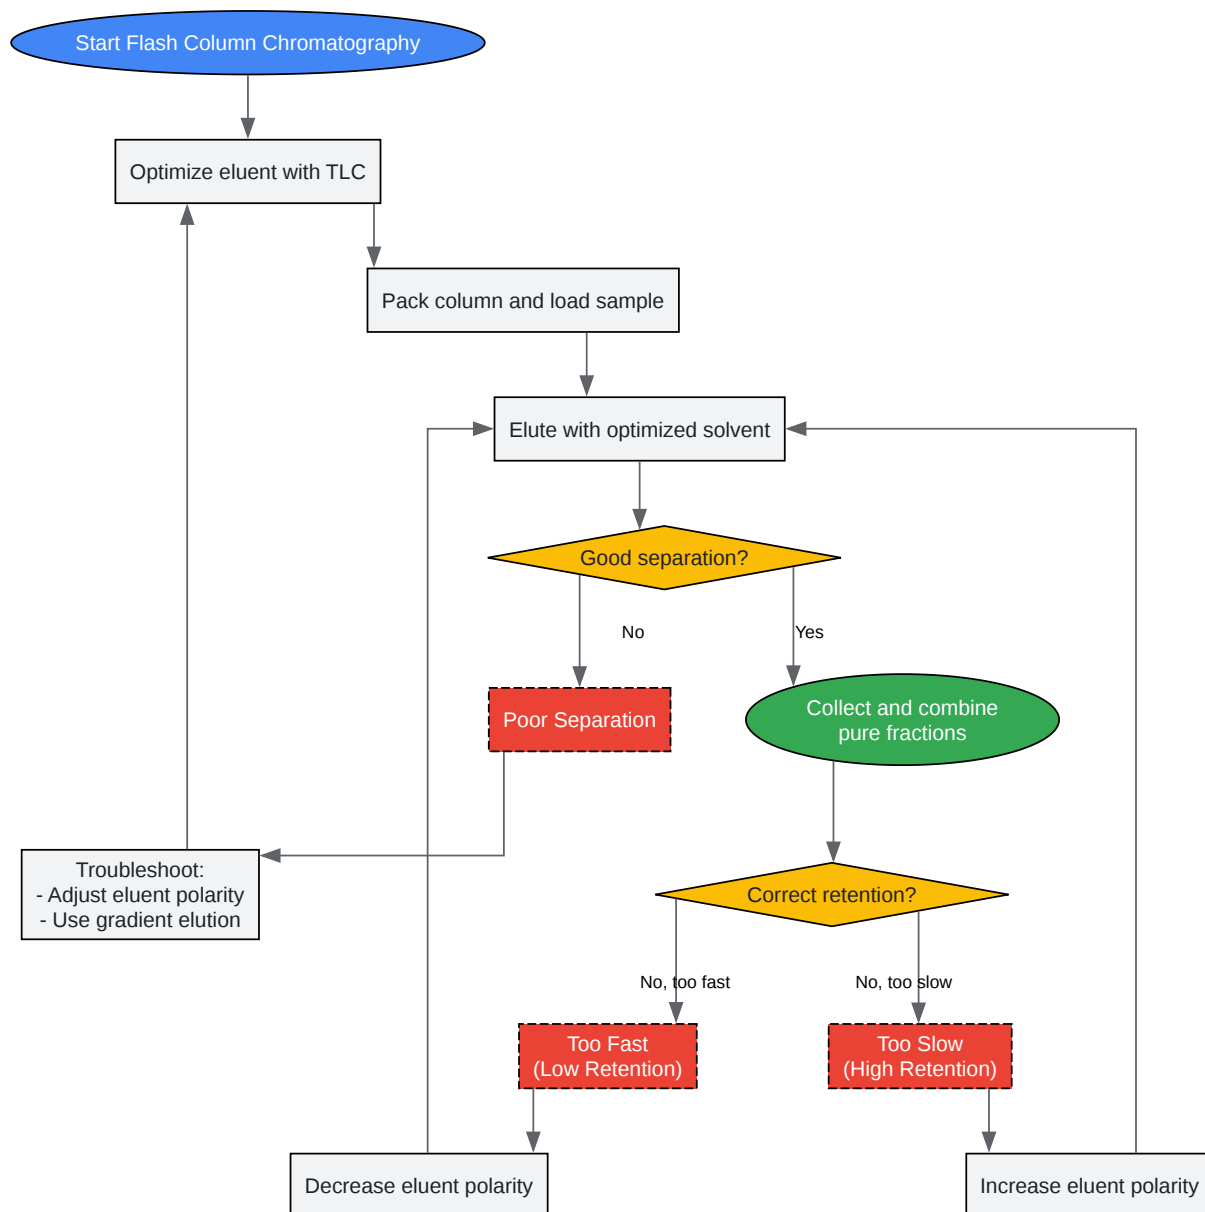 Start Flash Column Chromatography
Optimize eluent with TLC
Pack column and load sample
Elute with optimized solvent
Good separation?
No
Yes
Poor Separation
Collect and combine
pure fractions
Troubleshoot:
- Adjust eluent polarity
- Use gradient elution
Correct retention?
No, too fast
No, too slow
Too Fast
(Low Retention)
Too Slow
(High Retention)
Decrease eluent polarity
Increase eluent polarity